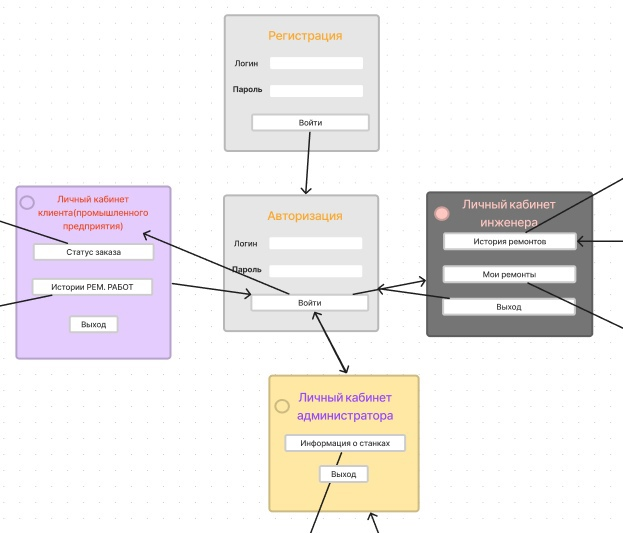 Регистрация
Логин
Пароль
Войти
Личный кабинет
клиента(промышленного
предприятия)
Статус заказа
Истории РЕМ. РАБОТ
Выход
Авторизация
Логин
Пароль
Войти
Личный кабинет
инженера
История ремонтов
Мои ремонты
Выход
Личный кабинет
администратора
Информация о станках
Выход